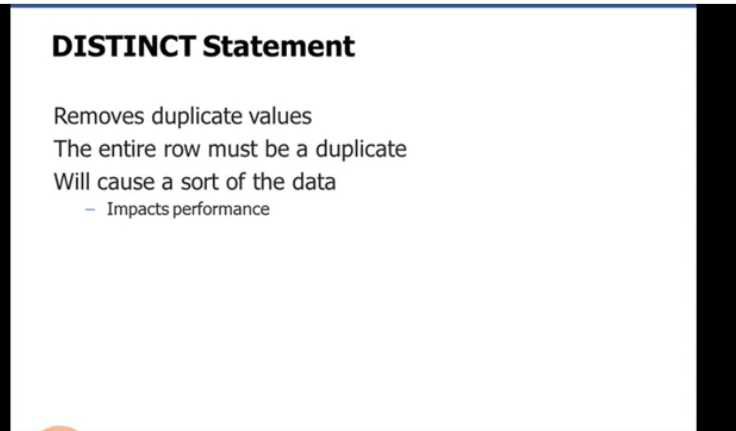 DISTINCT Statement
Removes duplicate values
The entire row must be a duplicate
Will cause a sort of the data
– Impacts performance